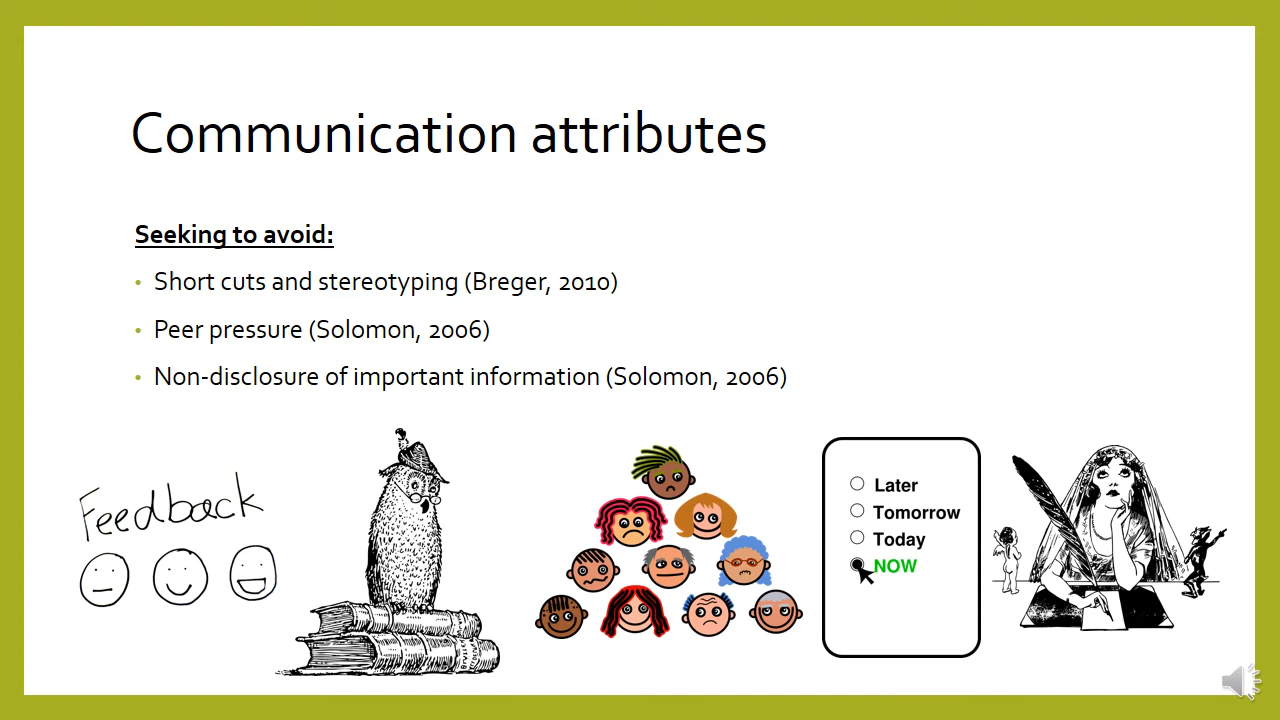 Communication attributes
Seeking to avoid:
• Short cuts and stereotyping (Breger, 2010)
• Peer pressure (Solomon, 2006)
• Non-disclosure of important information (Solomon, 2006)
Feedback
Later
Tomorrow
Today
NOW